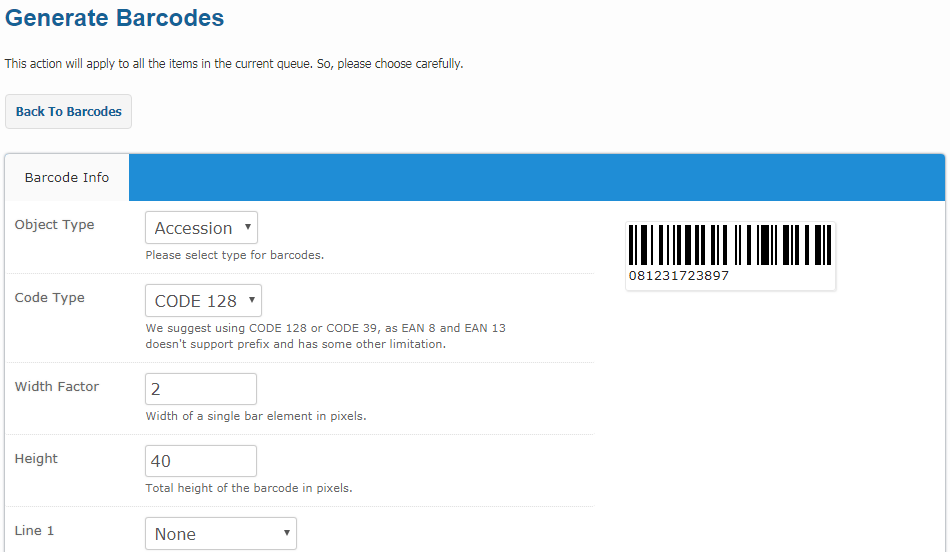 Generate Barcodes
This action will apply to all the items in the current queue. So, please choose carefully.
Back To Barcodes
Barcode Info
Object Type
Accession
Please select type for barcodes.
081231723897
Code Type
CODE 128
We suggest using CODE 128 or CODE 39, as EAN 8 and EAN 13
doesn't support prefix and has some other limitation.
Width Factor
2
Width of a single bar element in pixels.
Height
40
Total height of the barcode in pixels.
Line 1
None